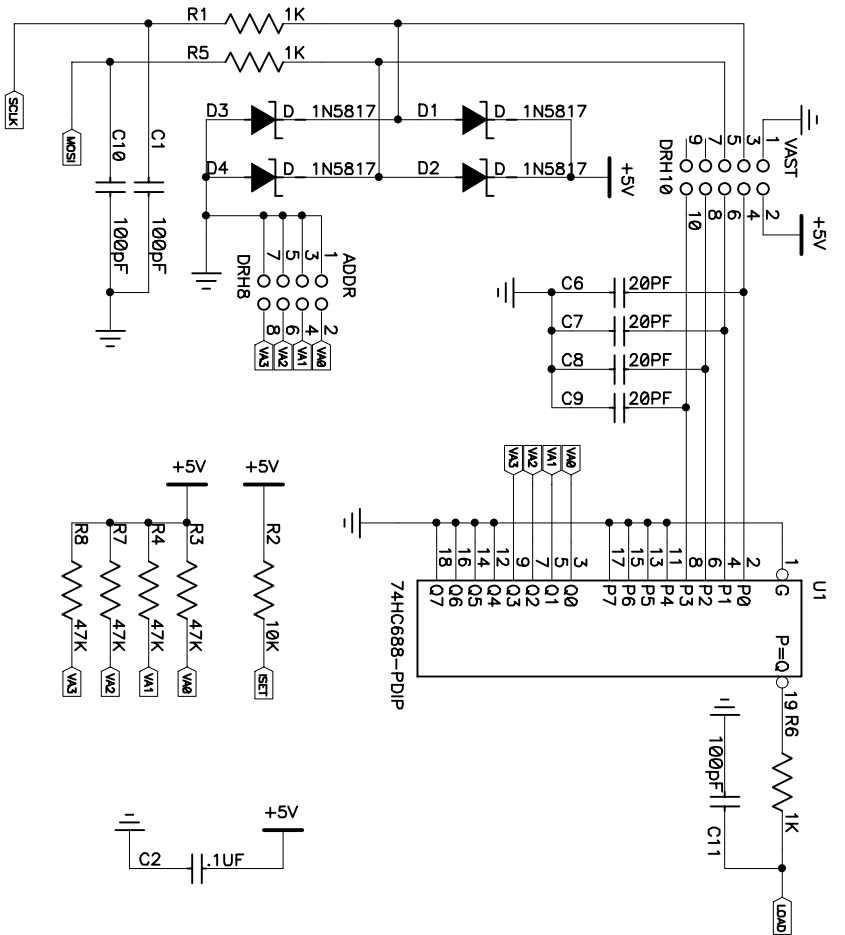 R1 1K
R5 1K
SCLK
MOSI
C10
C1
100pF
100pF
D3 D 1N5817 D1 D 1N5817
D4 D 1N5817 D2 D 1N5817
+5V
VAST
1
3
5
7
9
2
4
6
8
10
DRH10
+5V
ADDR
1
3
5
7
2
4
6
8
DRH8
VA0
VA1
VA2
VA3
C6 20PF
C7 20PF
C8 20PF
C9 20PF
VA3
VA2
VA1
VA0
+5V
+5V
R8
R7
R4
R3
R2
47K
47K
47K
47K
10K
VA3
VA2
VA1
VA0
ISET
18
16
14
12
9
7
5
3
17
15
13
11
8
6
4
2
1
Q7
Q6
Q5
Q4
Q3
Q2
Q1
Q0
P7
P6
P5
P4
P3
P2
P1
P0
G
U1
P=Q
74HC688-PDIP
19
R6
1K
100pF
C11
LOAD
+5V
C2 .1UF